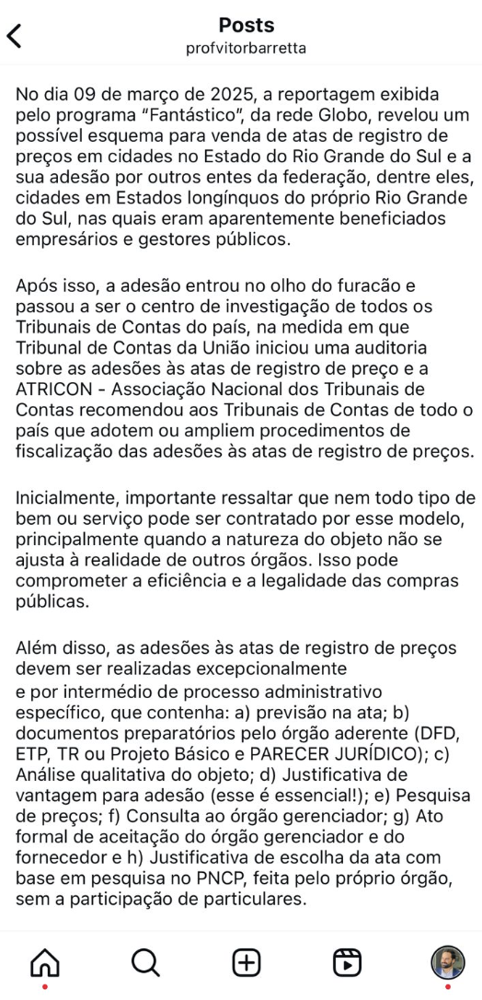 Posts
profvitorbarretta
No dia 09 de março de 2025, a reportagem exibida
pelo programa “Fantástico”, da rede Globo, revelou um
possível esquema para venda de atas de registro de
preços em cidades no Estado do Rio Grande do Sul e a
sua adesão por outros entes da federação, dentre eles,
cidades em Estados longínquos do próprio Rio Grande
do Sul, nas quais eram aparentemente beneficiados
empresários e gestores públicos.
Após isso, a adesão entrou no olho do furacão e
passou a ser o centro de investigação de todos os
Tribunais de Contas do país, na medida em que
Tribunal de Contas da União iniciou uma auditoria
sobre as adesões às atas de registro de preço e a
ATRICON - Associação Nacional dos Tribunais de
Contas recomendou aos Tribunais de Contas de todo o
país que adotem ou ampliem procedimentos de
fiscalização das adesões às atas de registro de preços.
Inicialmente, importante ressaltar que nem todo tipo de
bem ou serviço pode ser contratado por esse modelo,
principalmente quando a natureza do objeto não se
ajusta à realidade de outros órgãos. Isso pode
comprometer a eficiência e a legalidade das compras
públicas.
Além disso, as adesões às atas de registro de preços
devem ser realizadas excepcionalmente
e por intermédio de processo administrativo
específico, que contenha: a) previsão na ata; b)
documentos preparatórios pelo órgão aderente (DFD,
ETP, TR ou Projeto Básico e PARECER JURÍDICO); c)
Análise qualitativa do objeto; d) Justificativa de
vantagem para adesão (esse é essencial!); e) Pesquisa
de preços; f) Consulta ao órgão gerenciador; g) Ato
formal de aceitação do órgão gerenciador e do
fornecedor e h) Justificativa de escolha da ata com
base em pesquisa no PNCP, feita pelo próprio órgão,
sem a participação de particulares.